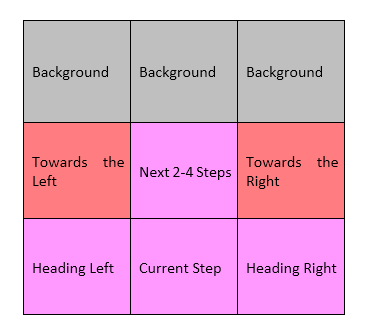 Background
Background
Background
Towards the
Left
Next 2-4 Steps
Towards the
Right
Heading Left
Current Step
Heading Right